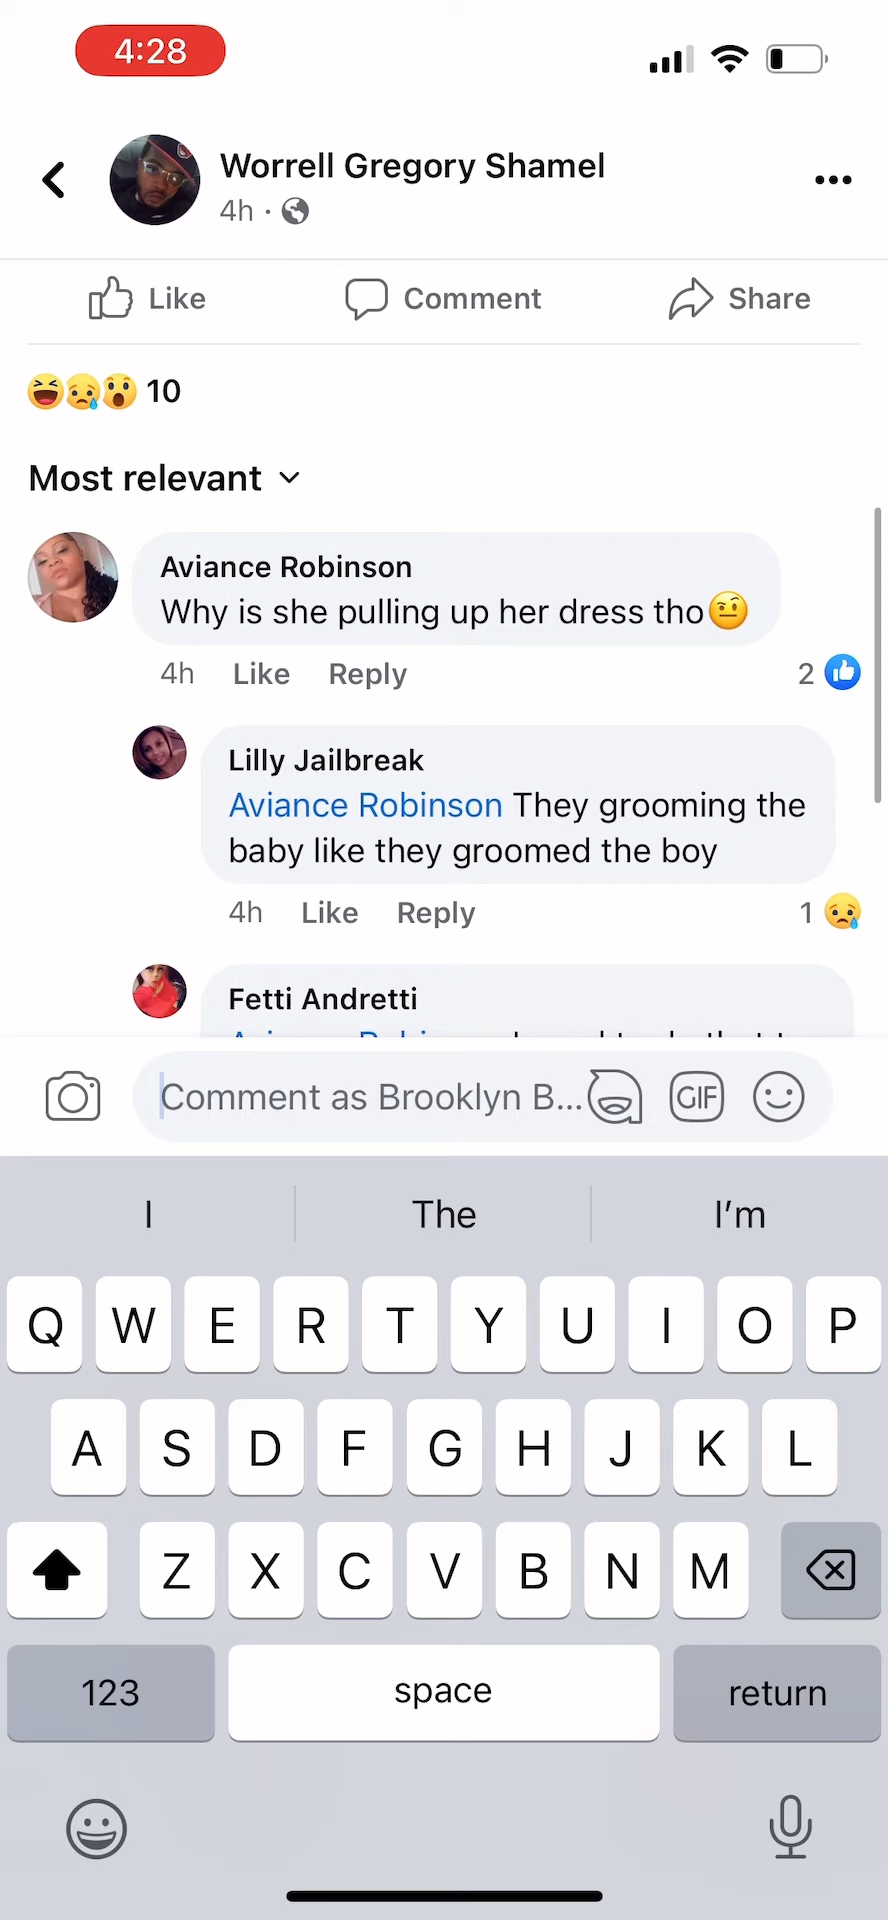 4:28
Worrell Gregory Shamel
4h ·
Like
Comment
Share
10
Most relevant
Aviance Robinson
Why is she pulling up her dress tho🤨
4h Like Reply 2
Lilly Jailbreak
Aviance Robinson They grooming the
baby like they groomed the boy
4h Like Reply 1
Fetti Andretti
Comment as Brooklyn B...
GIF
I The I'm
Q W E R T Y U I O P
A S D F G H J K L
Z X C V B N M
123 space return